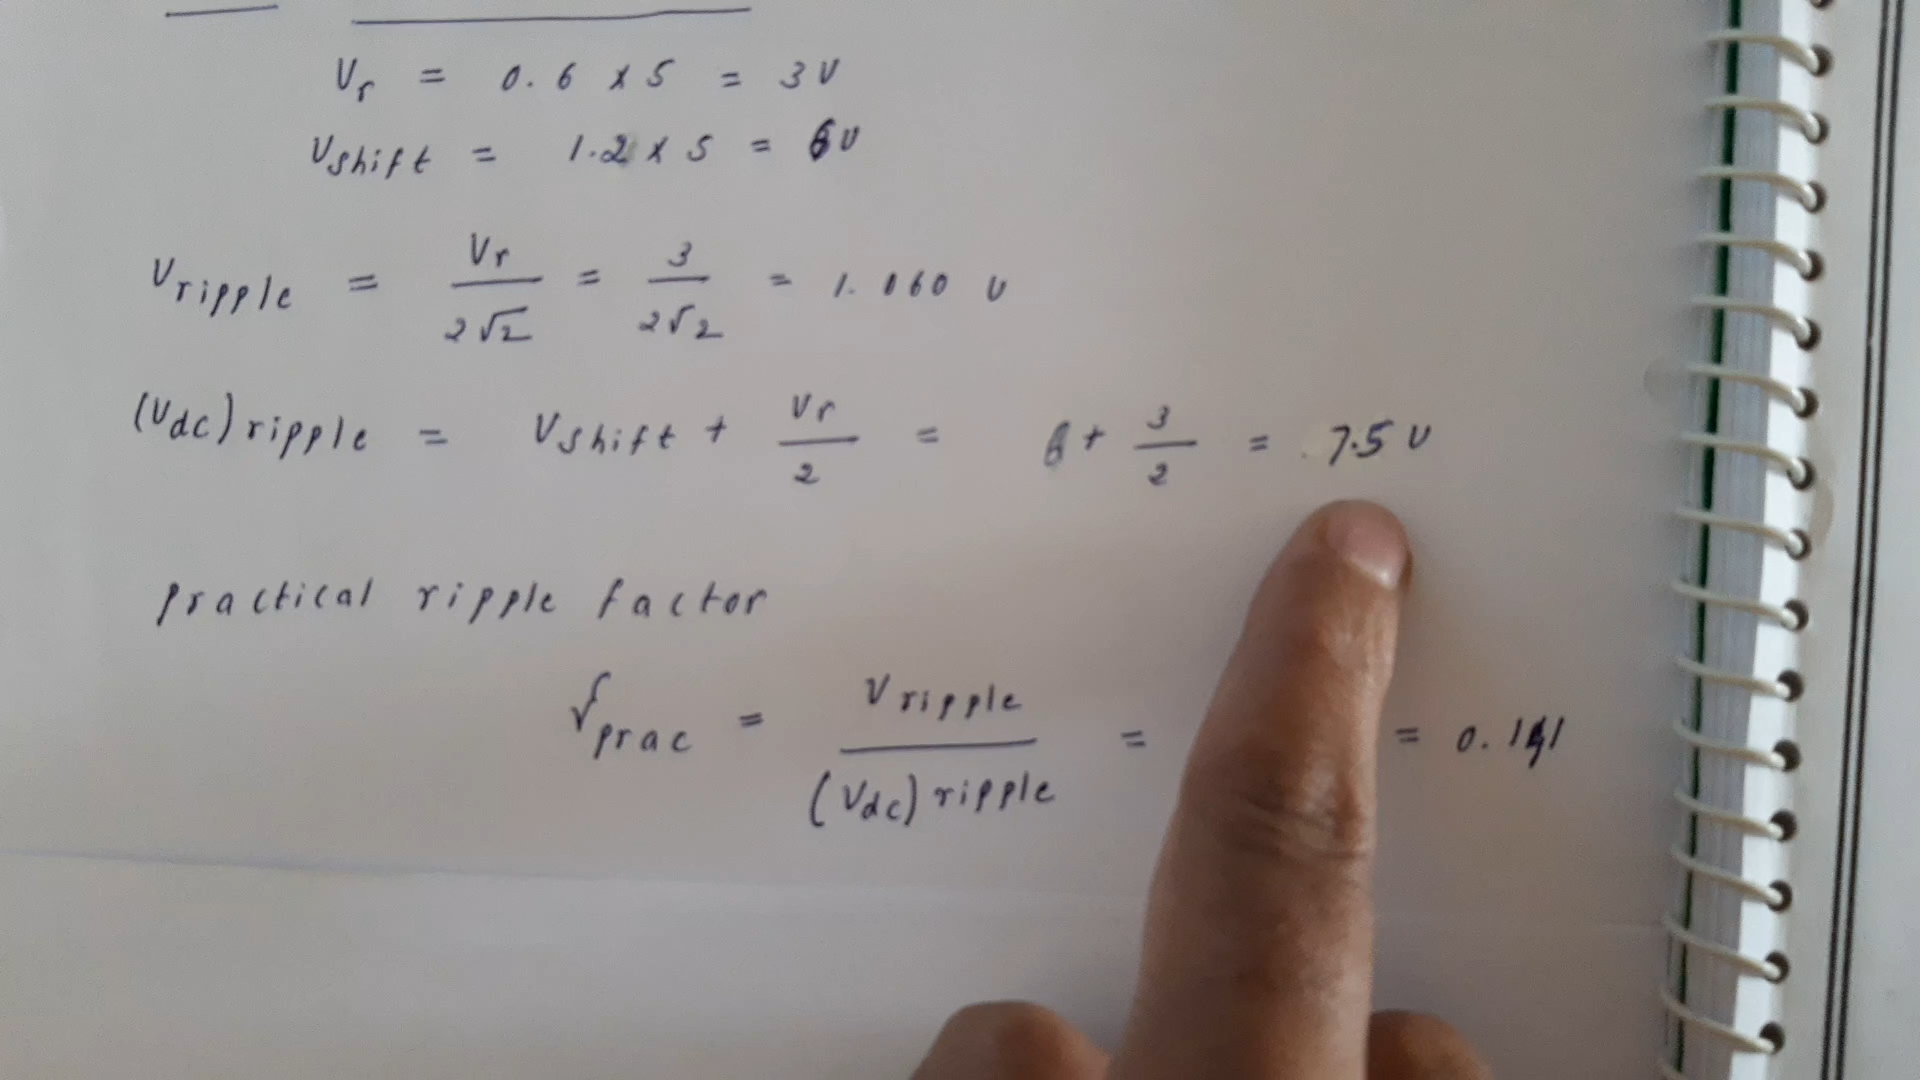 Vr = 0.6 x 5 = 3V
Vshift = 1.2 x 5 = 6V
Vripple = Vr / 2√2 = 3 / 2√2 = 1.060 V
(Vdc) ripple = Vshift + Vr / 2 = 6 + 3 / 2 = 7.5 V
practical ripple factor
prac = Vripple / (Vdc) ripple = = 0.141